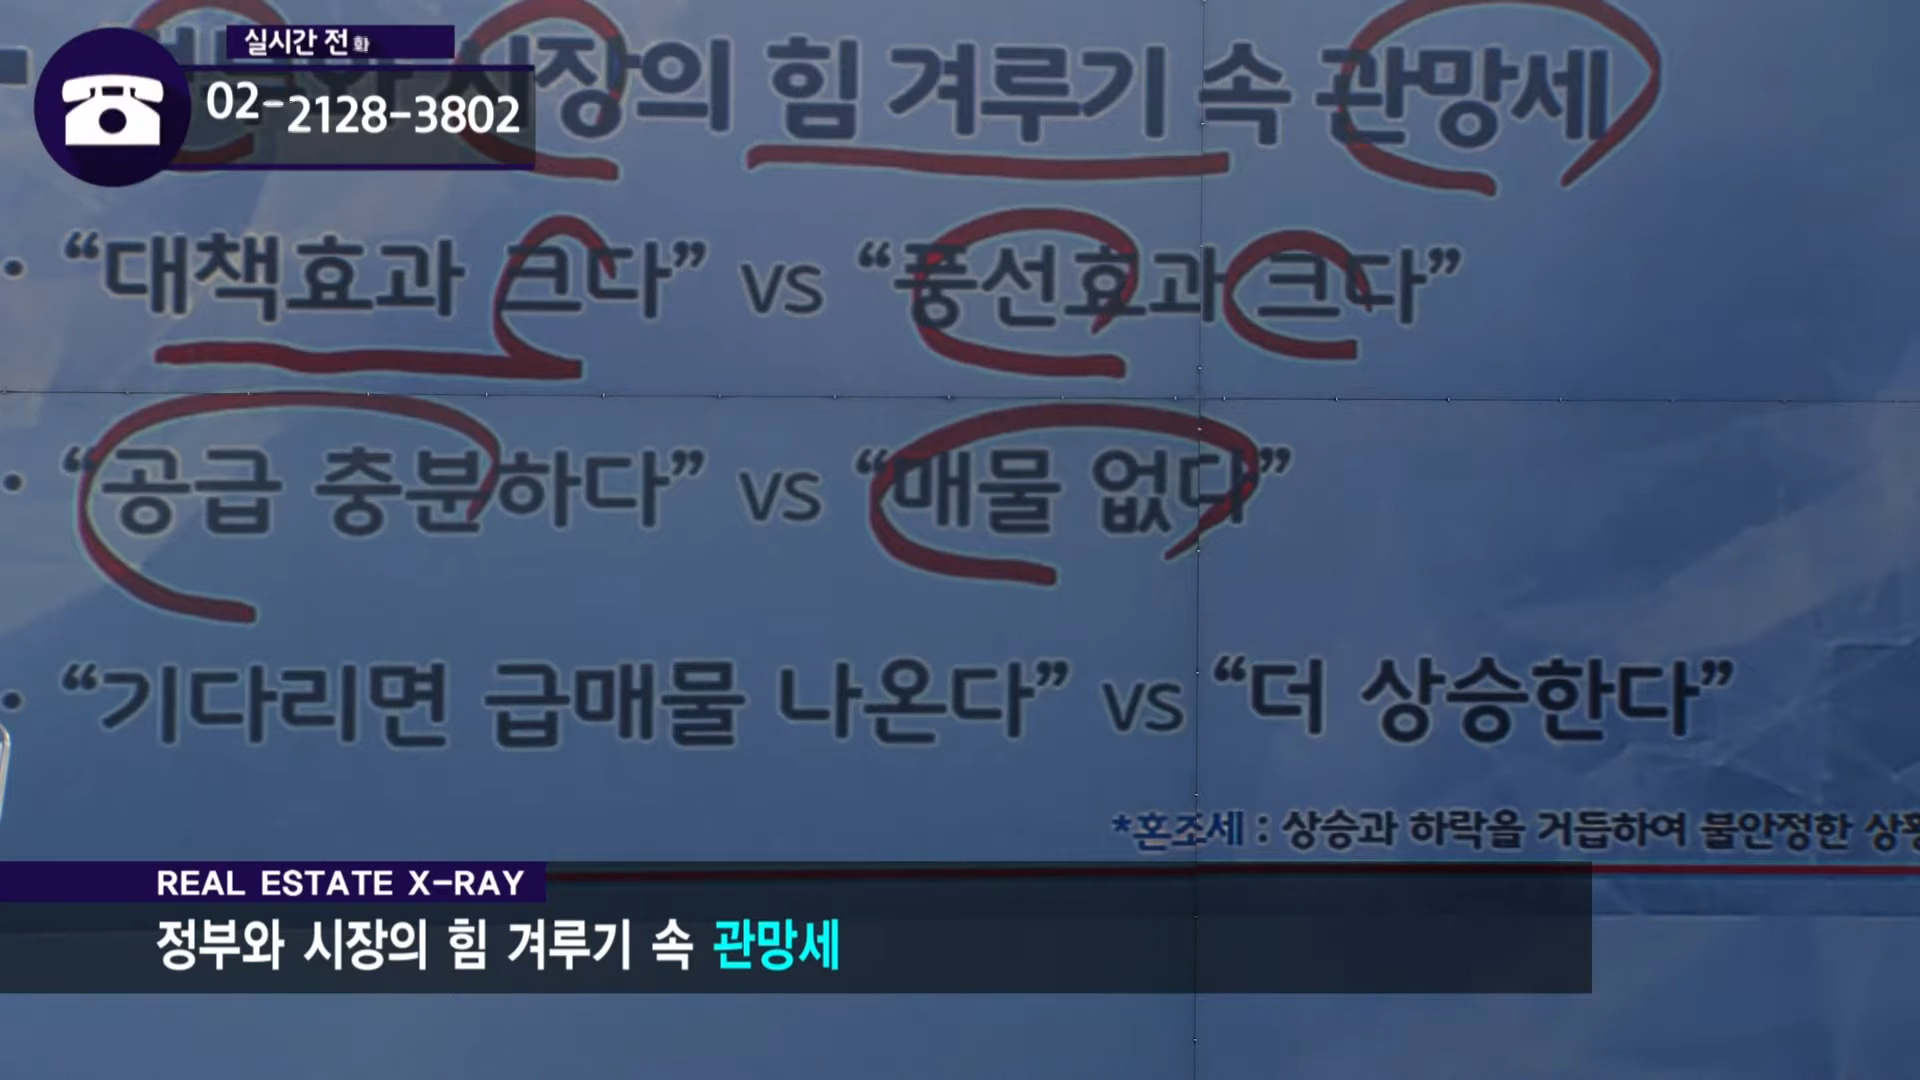 실시간 전화
02-2128-3802
시장의 힘 겨루기 속 관망세
• “대책효과 크다” vs “풍선효과 크다”
• “공급 충분하다” vs “매물 없다”
• “기다리면 급매물 나온다” vs “더 상승한다”
*혼조세 : 상승과 하락을 거듭하여 불안정한
REAL ESTATE X-RAY
정부와 시장의 힘 겨루기 속 관망세